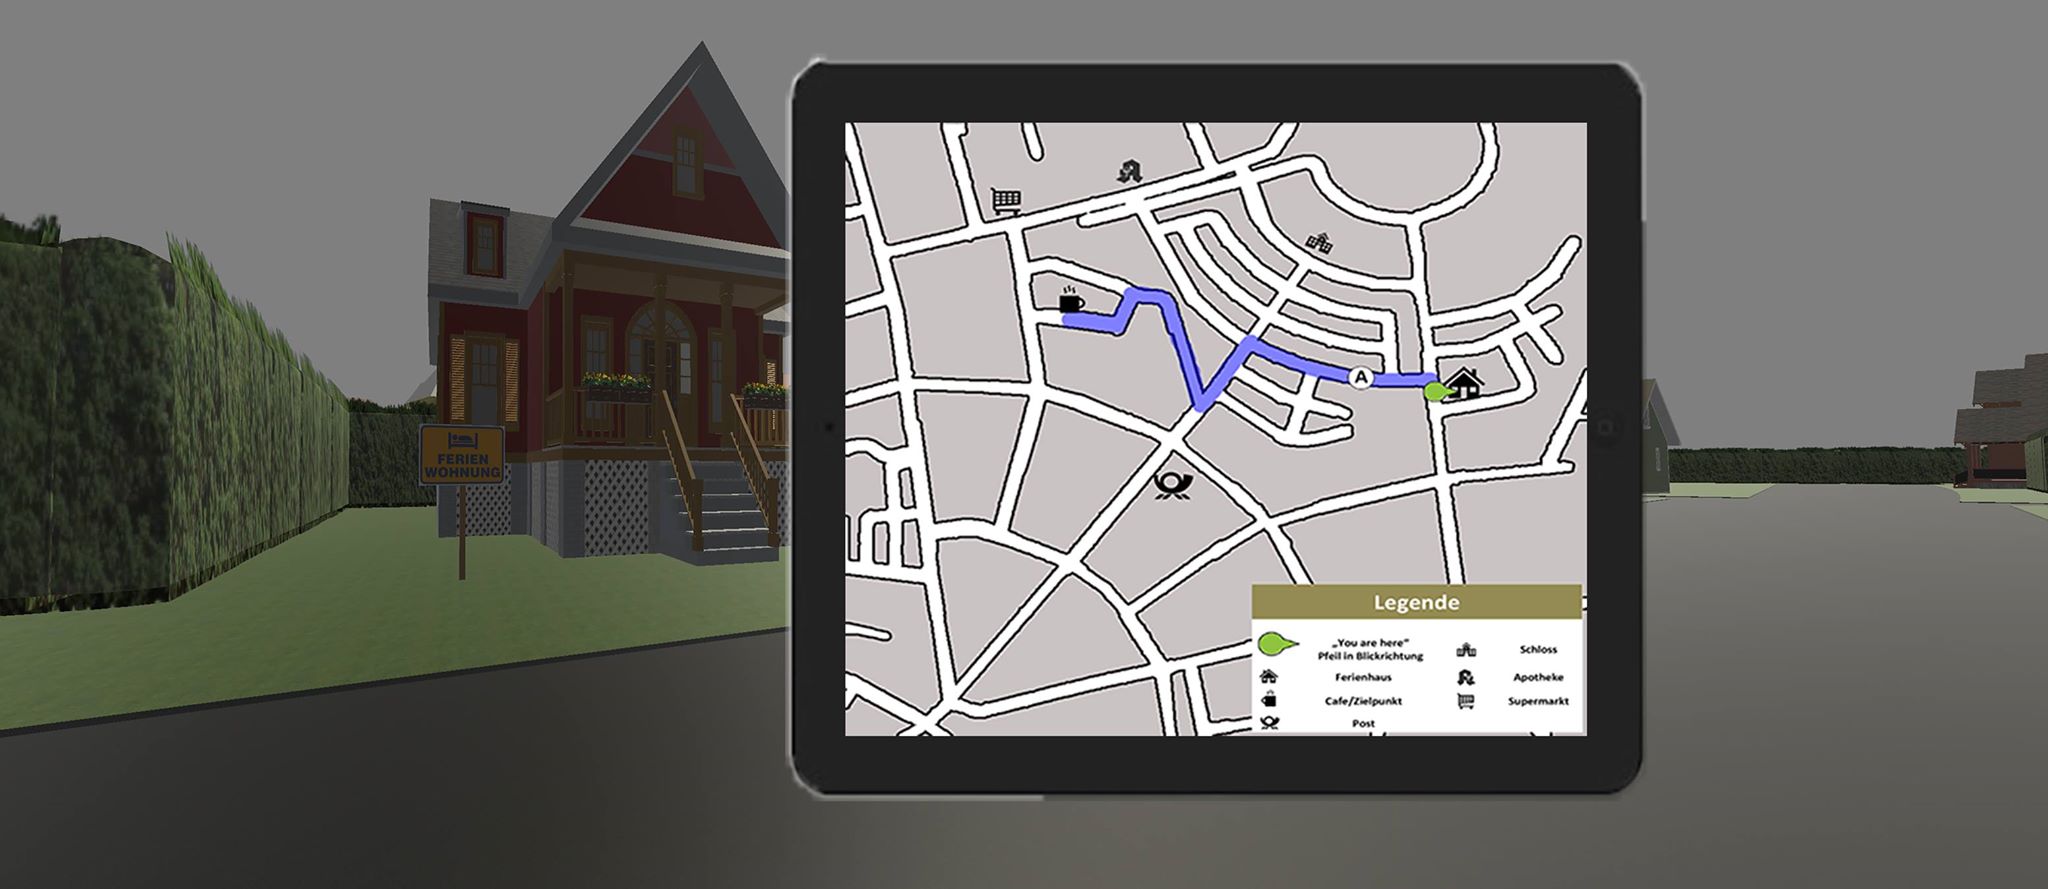 FERIEN
WOHNUNG
A
Legende
„You are here“
Pfeil in Blickrichtung
Schloss
Ferienhaus
Apotheke
Cafe/Zielpunkt
Supermarkt
Post